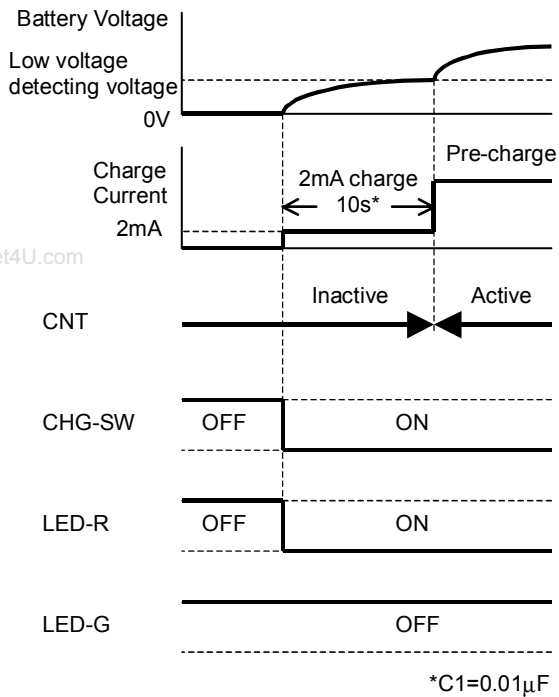 Battery Voltage
Low voltage
detecting voltage
0V
Pre-charge
Charge
Current
2mA charge
10s*
2mA
et4U.com
Inactive
Active
CNT
CHG-SW
OFF
ON
LED-R
OFF
ON
LED-G
OFF
*C1=0.01μF